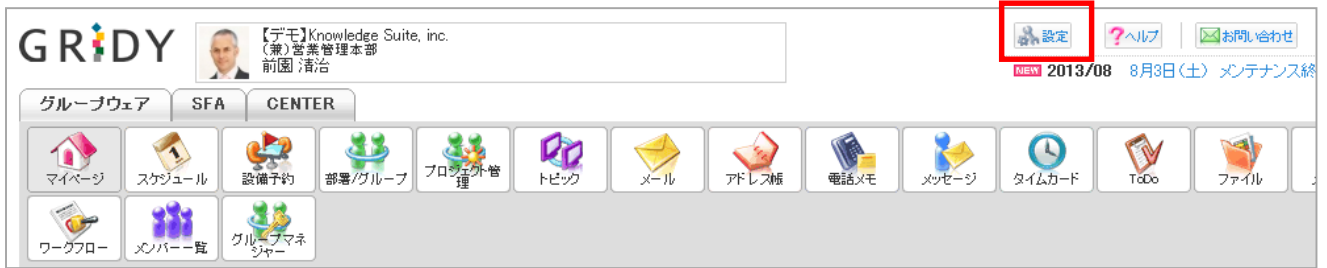 GRiDY
【デモ】Knowledge Suite, inc.
(兼)営業管理本部
前園 清治
設定
?ヘルプ
お問い合わせ
NEW 2013/08 8月3日(土) メンテナンス終
グループウェア SFA CENTER
マイページ
1
スケジュール
設備予約
部署/グループ
プロジェクト管
理
トピック
メール
アドレス帳
電話メモ
メッセージ
タイムカード
ToDo
ファイル
ワークフロー
メンバー一覧
グループマネ
ジャー